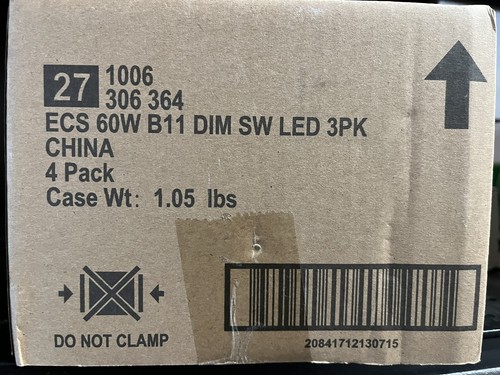 27 1006
306 364
ECS 60W B11 DIM SW LED 3PK
CHINA
4 Pack
Case Wt: 1.05 lbs
DO NOT CLAMP
20841712130715